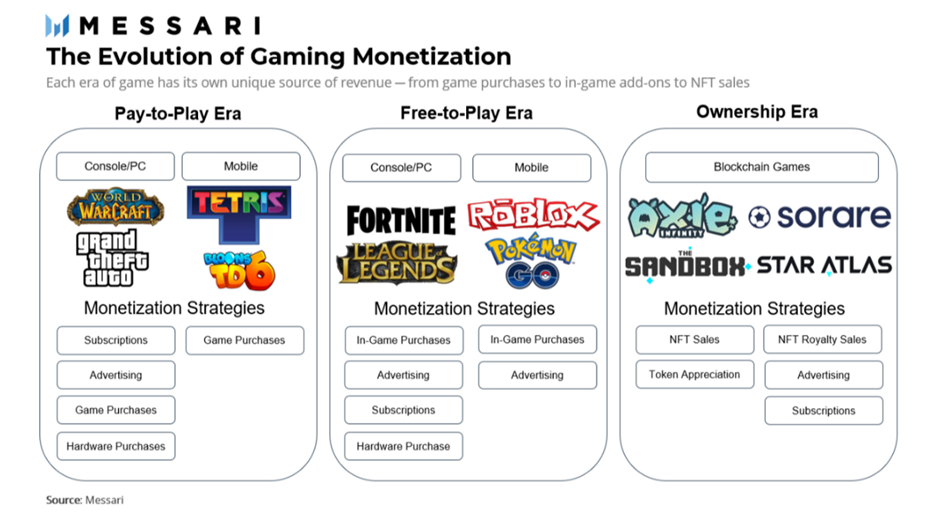 MESSARI
The Evolution of Gaming Monetization
Each era of game has its own unique source of revenue — from game purchases to in-game add-ons to NFT sales
Pay-to-Play Era
Console/PC
Mobile
WORLD
WARCRAFT
TETRIS
grand
theft
auto
BLOONS
TD6
Monetization Strategies
Subscriptions
Game Purchases
Advertising
Game Purchases
Hardware Purchases
Free-to-Play Era
Console/PC
Mobile
FORTNITE
ROBLOX
LEAGUE OF
LEGENDS
POKÉMON
GO
Monetization Strategies
In-Game Purchases
In-Game Purchases
Advertising
Advertising
Subscriptions
Hardware Purchase
Ownership Era
Blockchain Games
AXIE
INFINITY
sorare
THE
SANDBOX
STAR ATLAS
Monetization Strategies
NFT Sales
NFT Royalty Sales
Token Appreciation
Advertising
Subscriptions
Source: Messari